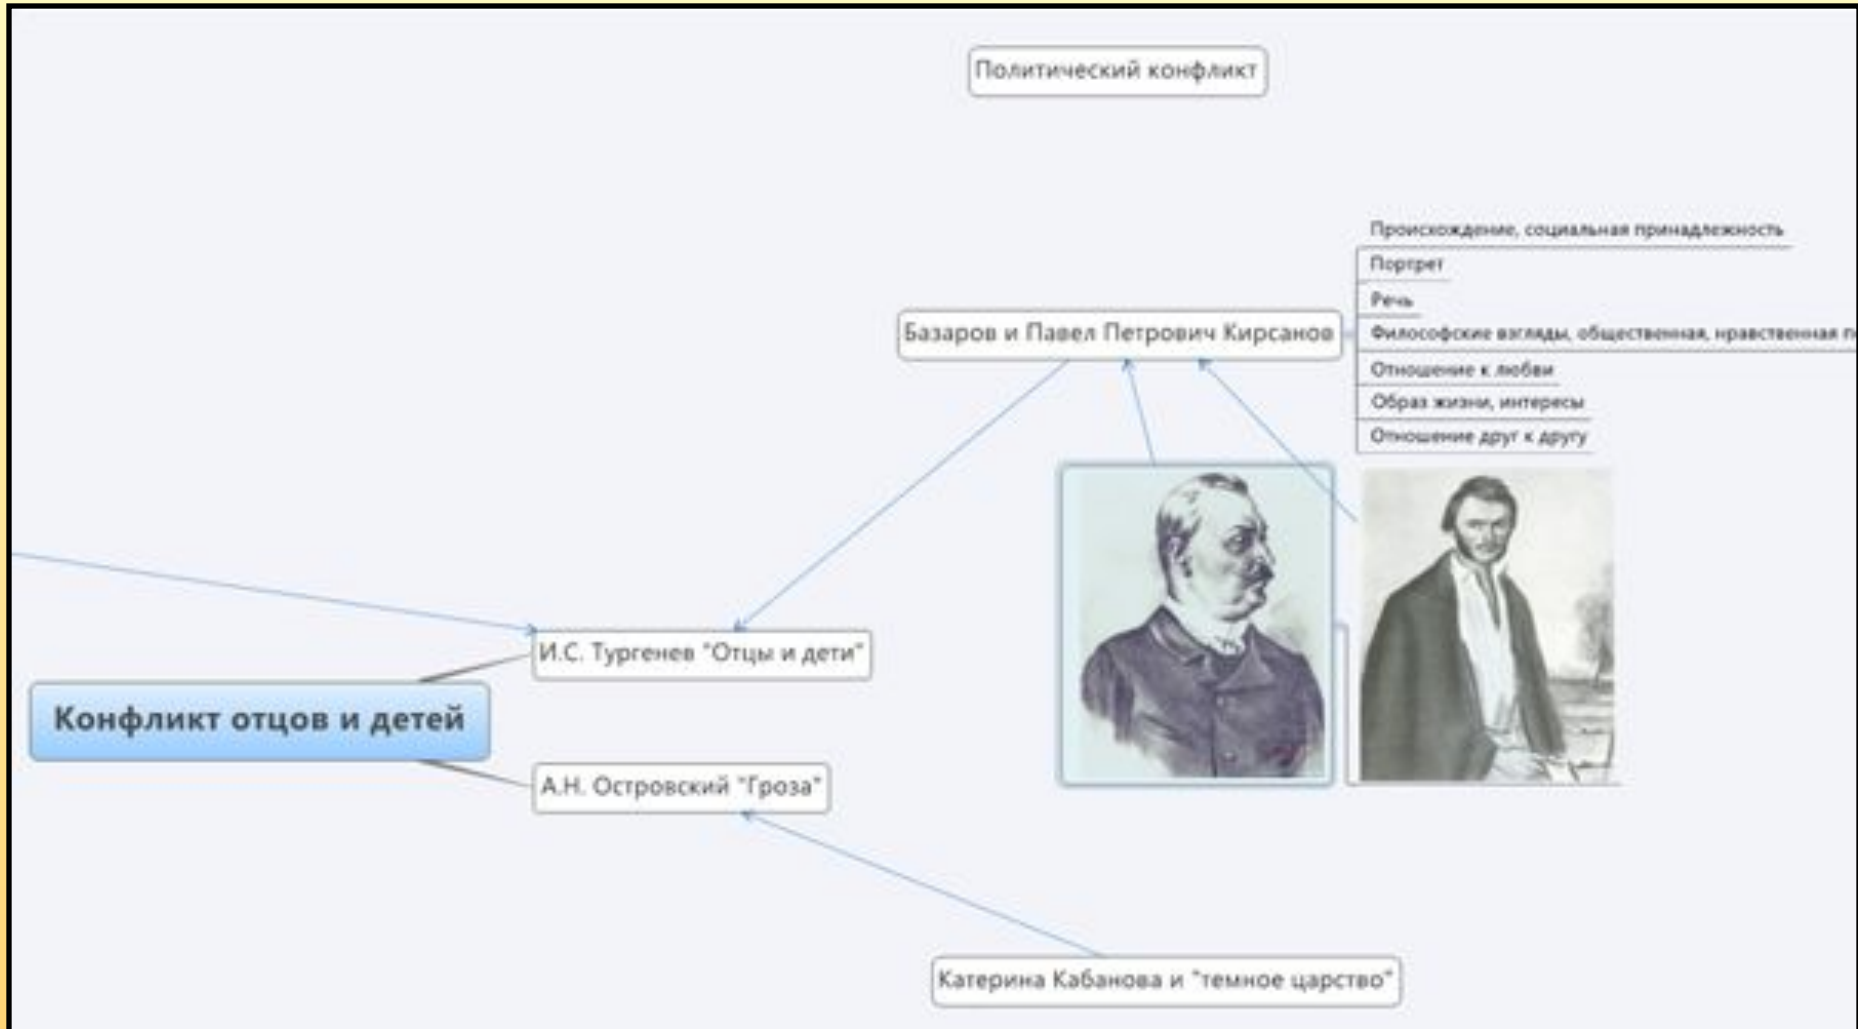 Политический конфликт
Происхождение, социальная принадлежность
Портрет
Речь
Базаров и Павел Петрович Кирсанов
Философские взгляды, общественная, нравственная
Отношение к любви
Образ жизни, интересы
Отношение друг к другу
И.С. Тургенев "Отцы и дети"
Конфликт отцов и детей
А.Н. Островский "Гроза"
Катерина Кабанова и "темное царство"